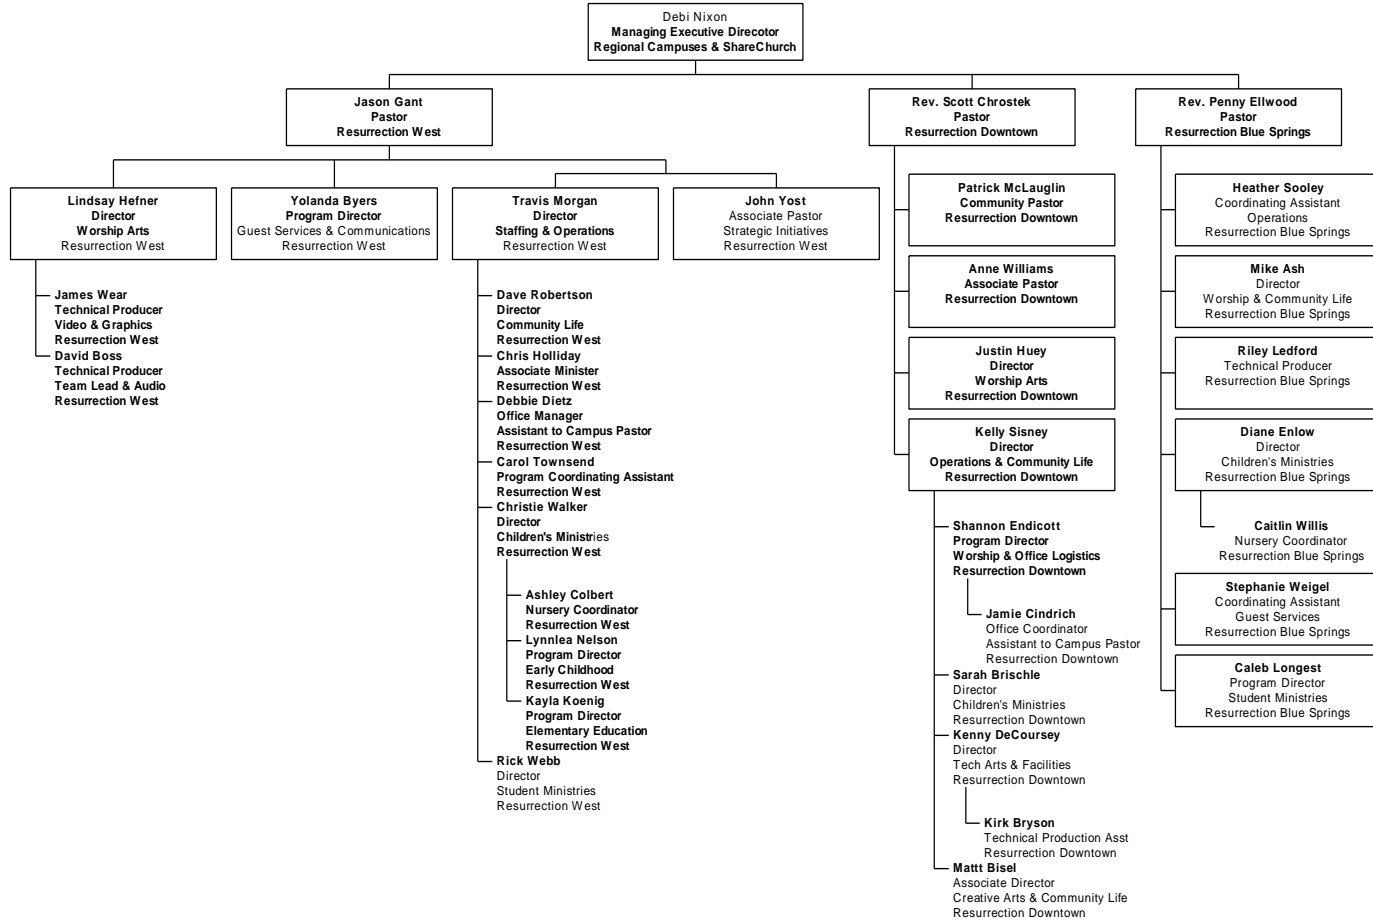 Debi Nixon
Managing Executive Direcotor
Regional Campuses & ShareChurch
Jason Gant
Pastor
Resurrection West
Rev. Scott Chrostek
Pastor
Resurrection Downtown
Rev. Penny Ellwood
Pastor
Resurrection Blue Springs
Lindsay Hefner
Director
Worship Arts
Resurrection West
Yolanda Byers
Program Director
Guest Services & Communications
Resurrection West
Travis Morgan
Director
Staffing & Operations
Resurrection West
John Yost
Associate Pastor
Strategic Initiatives
Resurrection West
James Wear
Technical Producer
Video & Graphics
Resurrection West
David Boss
Technical Producer
Team Lead & Audio
Resurrection West
Dave Robertson
Director
Community Life
Resurrection West
Chris Holliday
Associate Minister
Resurrection West
Debbie Dietz
Office Manager
Assistant to Campus Pastor
Resurrection West
Carol Townsend
Program Coordinating Assistant
Resurrection West
Christie Walker
Director
Children's Ministries
Resurrection West
Ashley Colbert
Nursery Coordinator
Resurrection West
Lynnlea Nelson
Program Director
Early Childhood
Resurrection West
Kayla Koenig
Program Director
Elementary Education
Resurrection West
Rick Webb
Director
Student Ministries
Resurrection West
Patrick McLauglin
Community Pastor
Resurrection Downtown
Anne Williams
Associate Pastor
Resurrection Downtown
Justin Huey
Director
Worship Arts
Resurrection Downtown
Kelly Sisney
Director
Operations & Community Life
Resurrection Downtown
Shannon Endicott
Program Director
Worship & Office Logistics
Resurrection Downtown
Jamie Cindrich
Office Coordinator
Assistant to Campus Pastor
Resurrection Downtown
Sarah Brischle
Director
Children's Ministries
Resurrection Downtown
Kenny DeCoursey
Director
Tech Arts & Facilities
Resurrection Downtown
Kirk Bryson
Technical Production Asst
Resurrection Downtown
Mattt Bisel
Associate Director
Creative Arts & Community Life
Resurrection Downtown
Heather Sooley
Coordinating Assistant
Operations
Resurrection Blue Springs
Mike Ash
Director
Worship & Community Life
Resurrection Blue Springs
Riley Ledford
Technical Producer
Resurrection Blue Springs
Diane Enlow
Director
Children's Ministries
Resurrection Blue Springs
Caitlin Willis
Nursery Coordinator
Resurrection Blue Springs
Stephanie Weigel
Coordinating Assistant
Guest Services
Resurrection Blue Springs
Caleb Longest
Program Director
Student Ministries
Resurrection Blue Springs